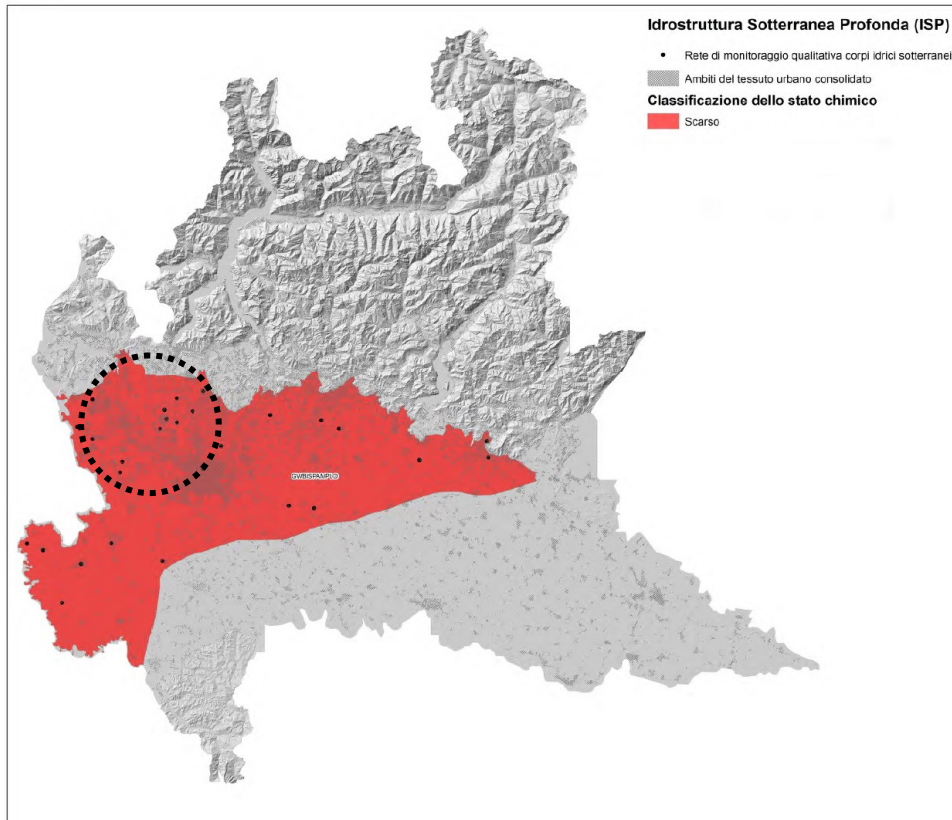 Idrostruttura Sotterranea Profonda (ISP)
Rete di monitoraggio qualitativa corpi idrici sotterranei
Ambiti del tessuto urbano consolidato
Classificazione dello stato chimico
Scarso
GWBISPAMPLO